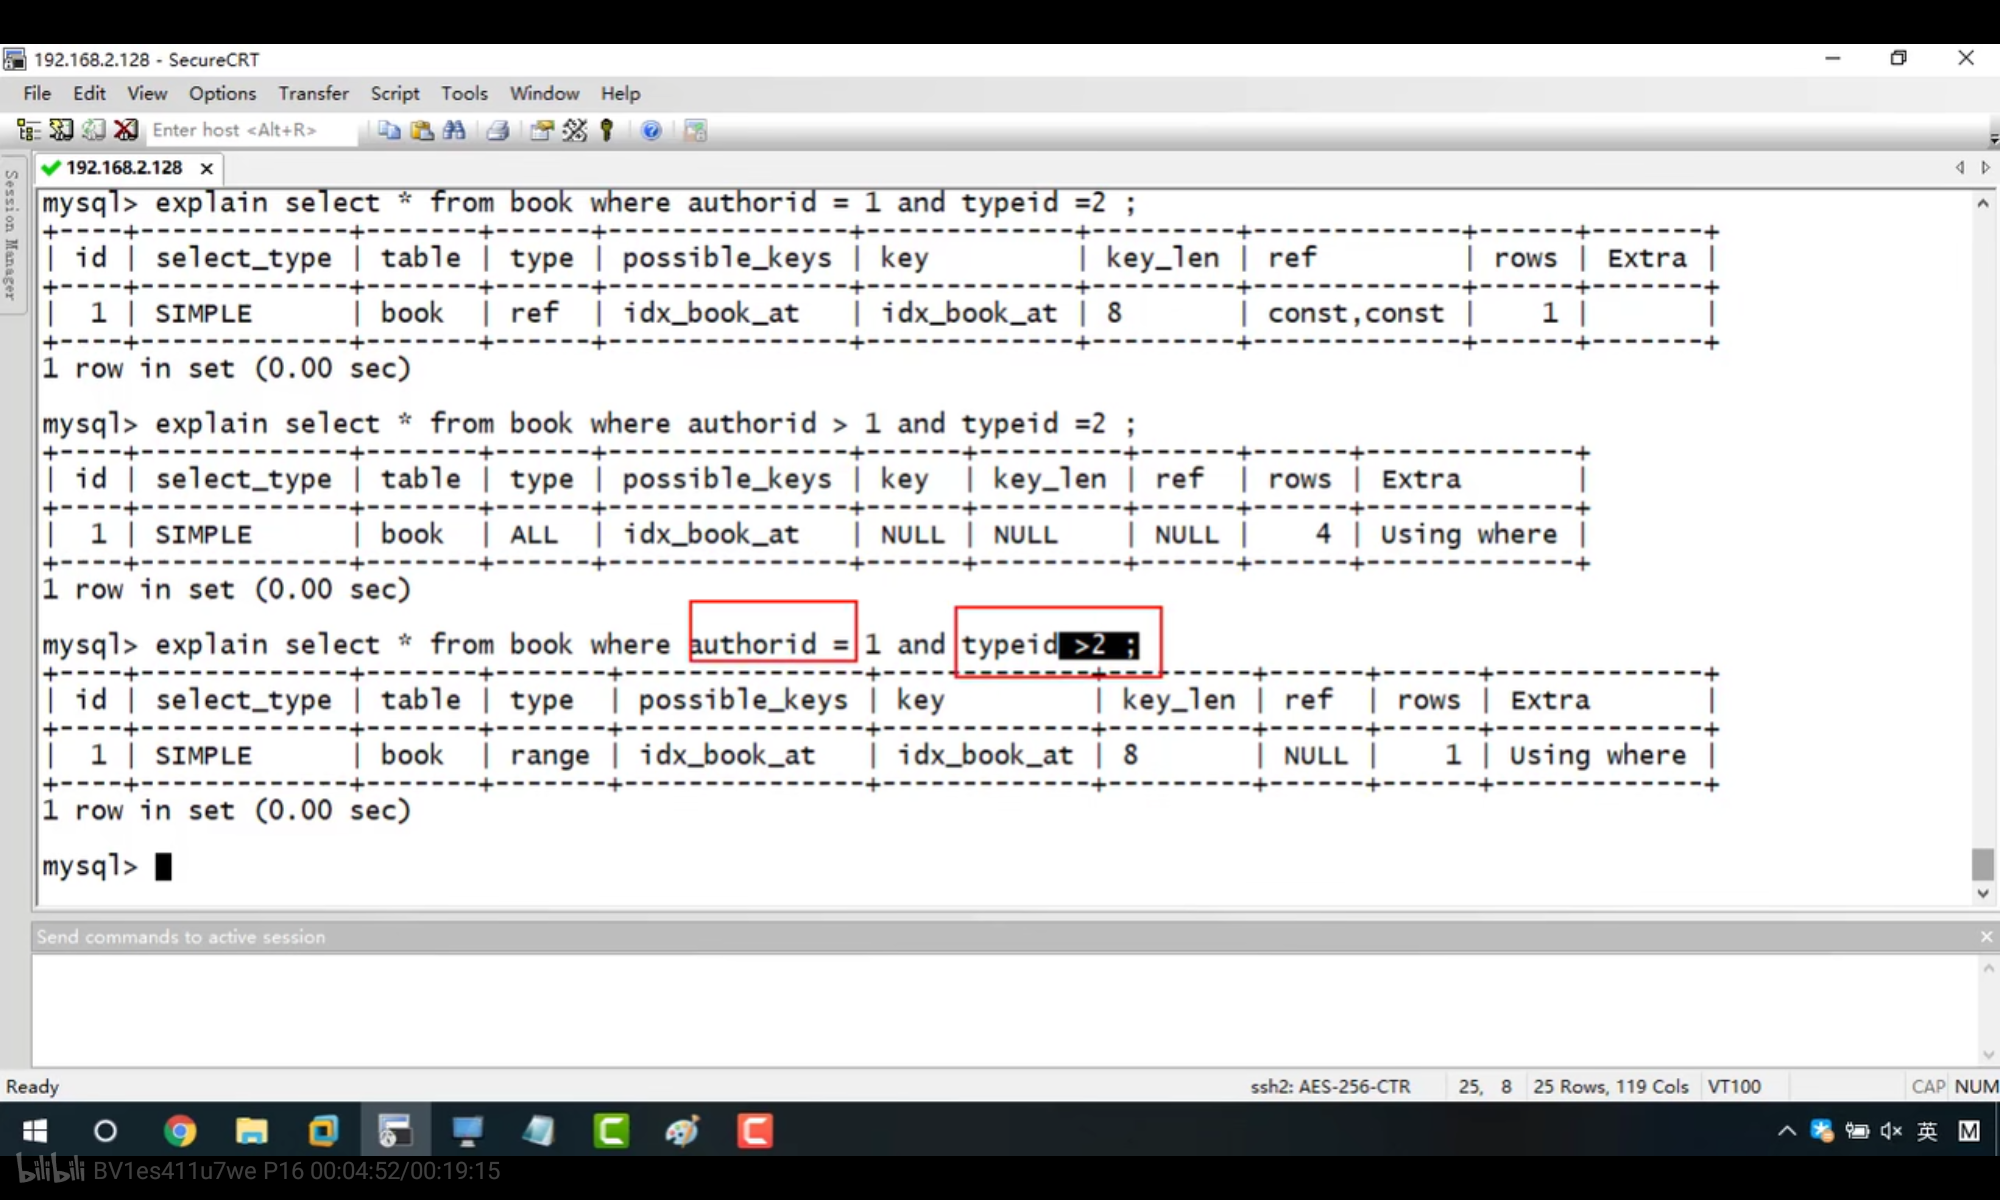 192.168.2.128 - SecureCRT
File Edit View Options Transfer Script Tools Window Help
Enter host <Alt+R>
Session Manager
192.168.2.128
mysql> explain select * from book where authorid = 1 and typeid =2 ;
+----+-------------+-------+------+---------------+-------------+---------+-------------+------+-------+
| id | select_type | table | type | possible_keys | key         | key_len | ref         | rows | Extra |
+----+-------------+-------+------+---------------+-------------+---------+-------------+------+-------+
|  1 | SIMPLE      | book  | ref  | idx_book_at   | idx_book_at | 8       | const,const |    1 |       |
+----+-------------+-------+------+---------------+-------------+---------+-------------+------+-------+
1 row in set (0.00 sec)
mysql> explain select * from book where authorid > 1 and typeid =2 ;
+----+-------------+-------+------+---------------+------+---------+------+------+-------------+
| id | select_type | table | type | possible_keys | key  | key_len | ref  | rows | Extra       |
+----+-------------+-------+------+---------------+------+---------+------+------+-------------+
|  1 | SIMPLE      | book  | ALL  | idx_book_at   | NULL | NULL    | NULL |    4 | Using where |
+----+-------------+-------+------+---------------+------+---------+------+------+-------------+
1 row in set (0.00 sec)
mysql> explain select * from book where authorid = 1 and typeid >2 ;
+----+-------------+-------+-------+---------------+-------------+---------+------+------+-------------+
| id | select_type | table | type  | possible_keys | key         | key_len | ref  | rows | Extra       |
+----+-------------+-------+-------+---------------+-------------+---------+------+------+-------------+
|  1 | SIMPLE      | book  | range | idx_book_at   | idx_book_at | 8       | NULL |    1 | Using where |
+----+-------------+-------+-------+---------------+-------------+---------+------+------+-------------+
1 row in set (0.00 sec)
mysql>
Send commands to active session
Ready ssh2: AES-256-CTR 25, 8 25 Rows, 119 Cols VT100 CAP NUM
英 M
bilibili BV1es411u7we P16 00:04:52/00:19:15